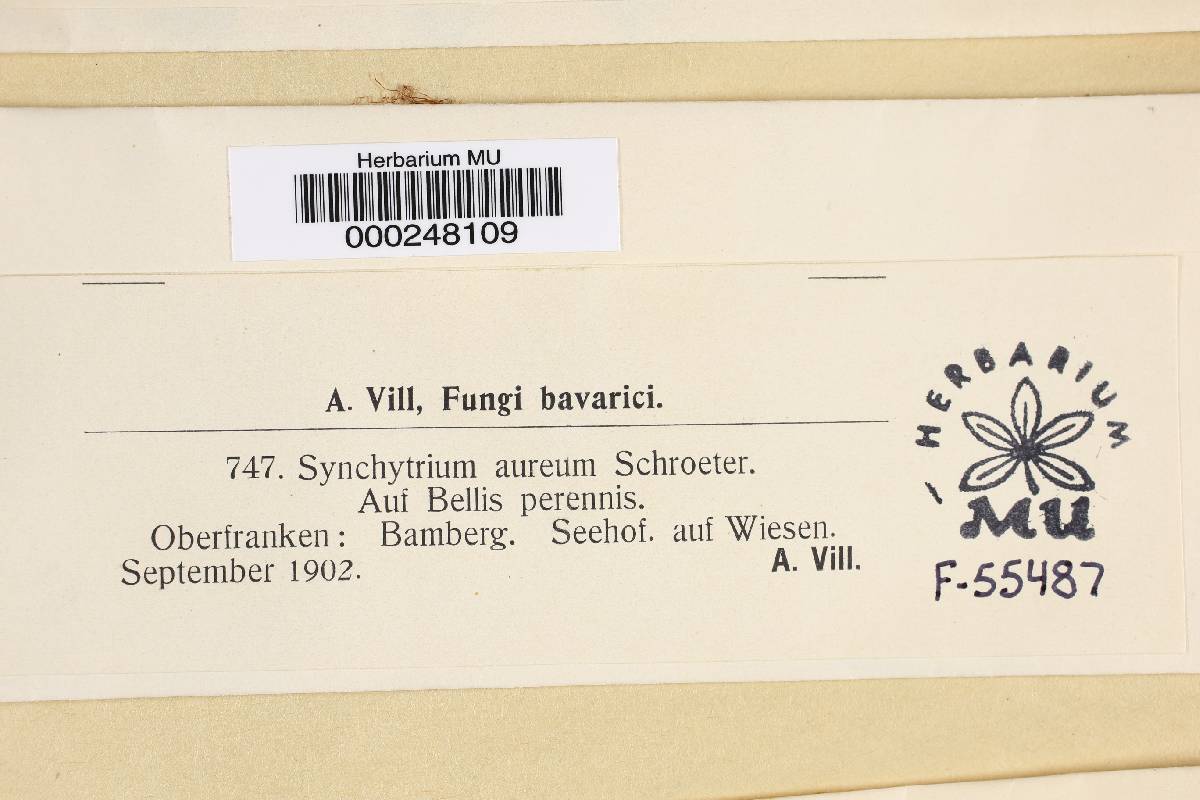 Herbarium MU
000248109
A. Vill, Fungi bavarici.
747. Synchytrium aureum Schroeter.
Auf Bellis perennis.
Oberfranken: Bamberg. Seehof. auf Wiesen.
September 1902. A. Vill.
HERBARIUM
MU
F-55487